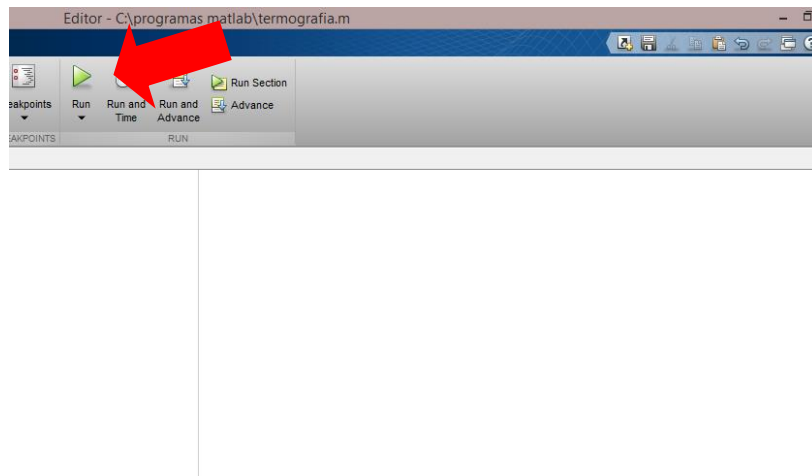 Editor - C:\programas matlab\termografia.m
Run Section
eakpoints Run Run and Run and Advance
Time Advance
EAKPOINTS RUN